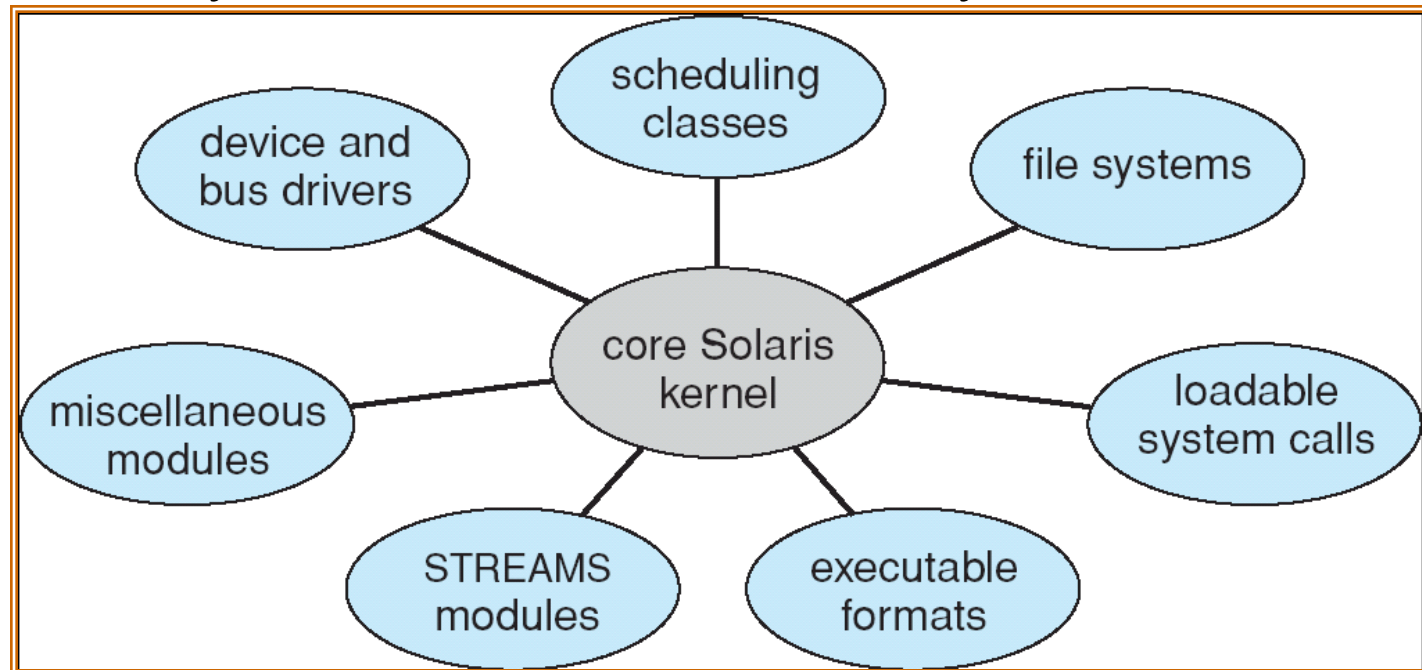 scheduling
classes
device and
bus drivers
file systems
core Solaris
kernel
miscellaneous
modules
loadable
system calls
STREAMS
modules
executable
formats